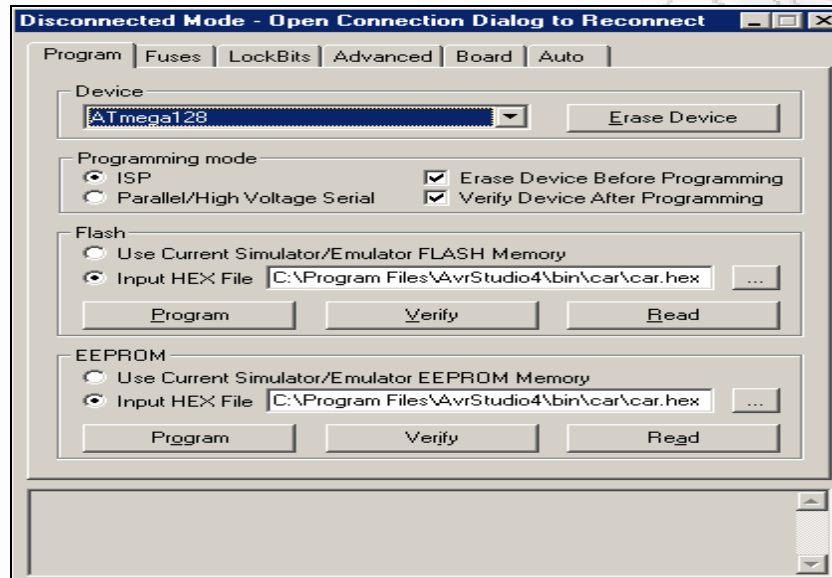 Disconnected Mode - Open Connection Dialog to Reconnect
Program Fuses LockBits Advanced Board Auto
Device
ATmega128 Erase Device
Programming mode
ISP Erase Device Before Programming
Parallel/High Voltage Serial Verify Device After Programming
Flash
Use Current Simulator/Emulator FLASH Memory
Input HEX File C:\Program Files\AvrStudio4\bin\car\car.hex ...
Program Verify Read
EEPROM
Use Current Simulator/Emulator EEPROM Memory
Input HEX File C:\Program Files\AvrStudio4\bin\car\car.hex ...
Program Verify Read